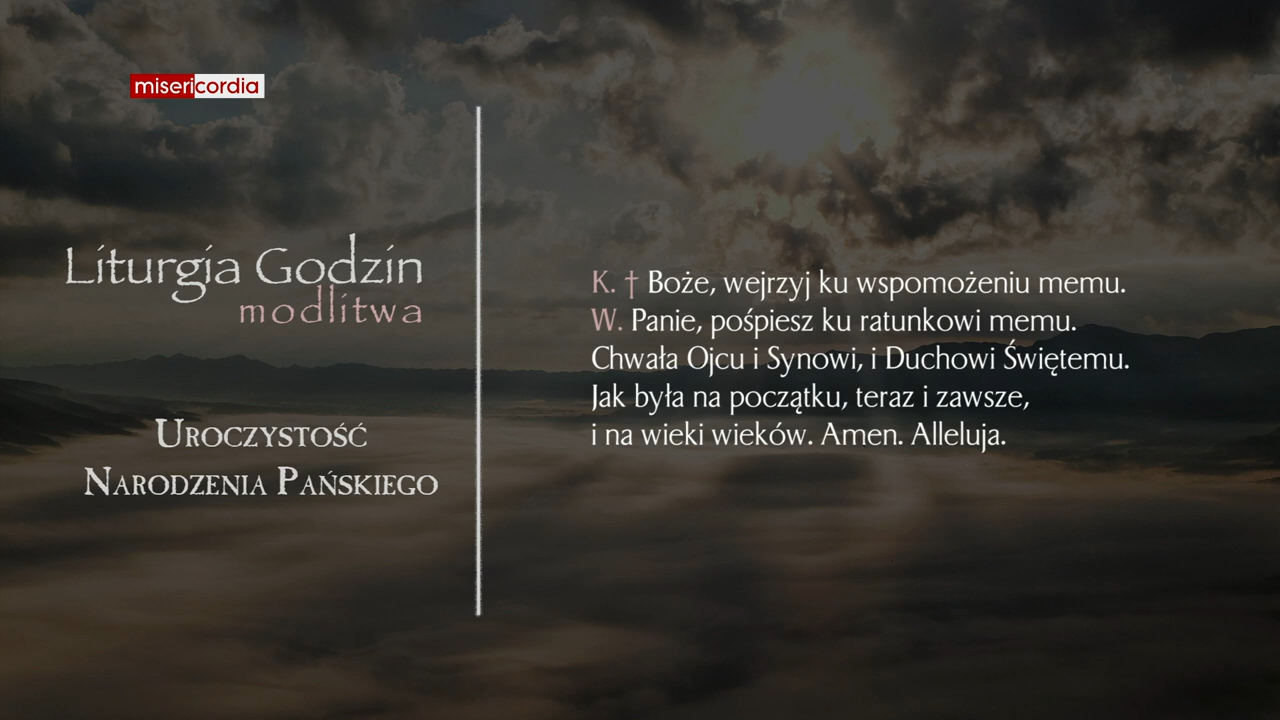 misericordia
Liturgia Godzin
modlitwa
Uroczystość
Narodzenia Pańskiego
K. † Boże, wejrzyj ku wspomożeniu memu.
W. Panie, pośpiesz ku ratunkowi memu.
Chwała Ojcu i Synowi, i Duchowi Świętemu.
Jak była na początku, teraz i zawsze,
i na wieki wieków. Amen. Alleluja.